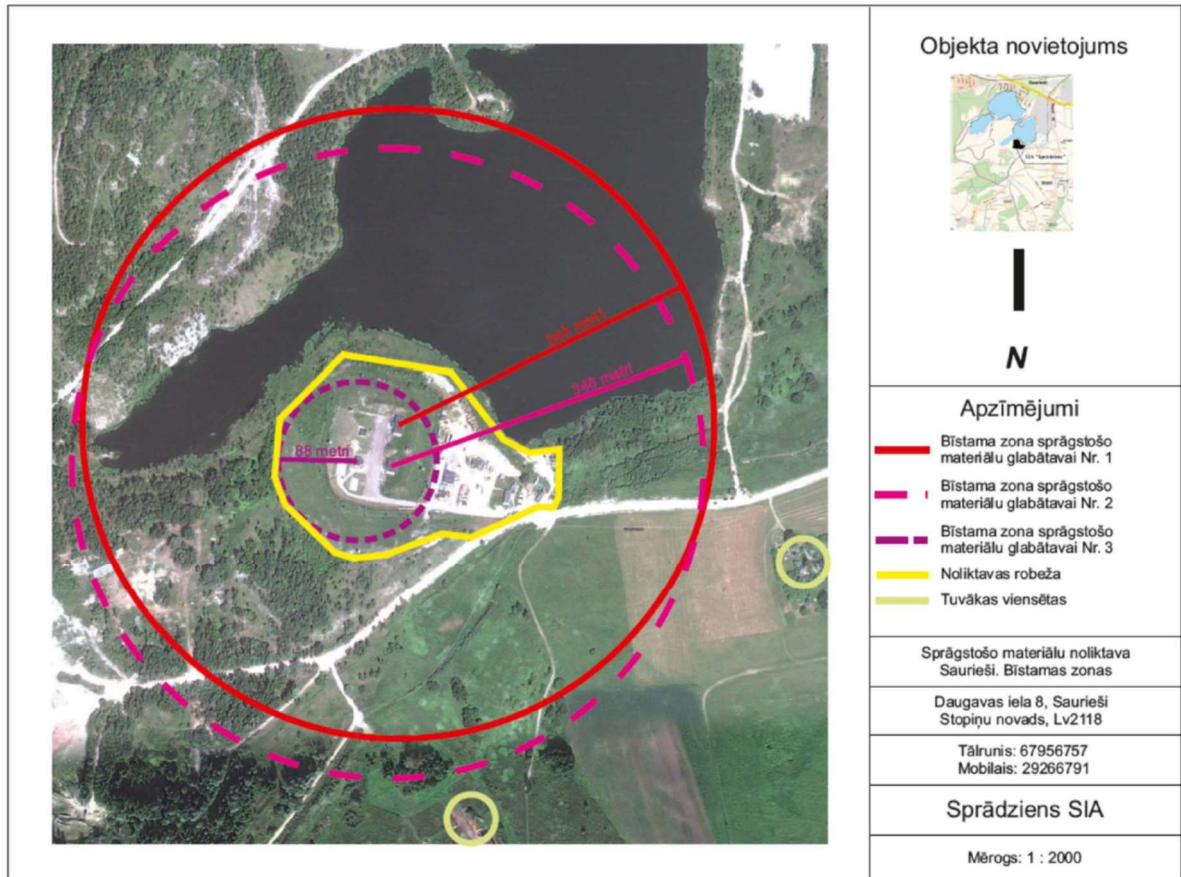 Objekta novietojums
N
Apzīmējumi
Bīstama zona sprāgstošo
materiālu glabātavai Nr. 1
Bīstama zona sprāgstošo
materiālu glabātavai Nr. 2
Bīstama zona sprāgstošo
materiālu glabātavai Nr. 3
Noliktavas robeža
Tuvākas viensētas
Sprāgstošo materiālu noliktava
Saurieši. Bīstamas zonas
Daugavas iela 8, Saurieši
Stopiņu novads, Lv2118
Tālrunis: 67956757
Mobilais: 29266791
Sprādziens SIA
Mērogs: 1 : 2000
metri
346 metri
88 metri